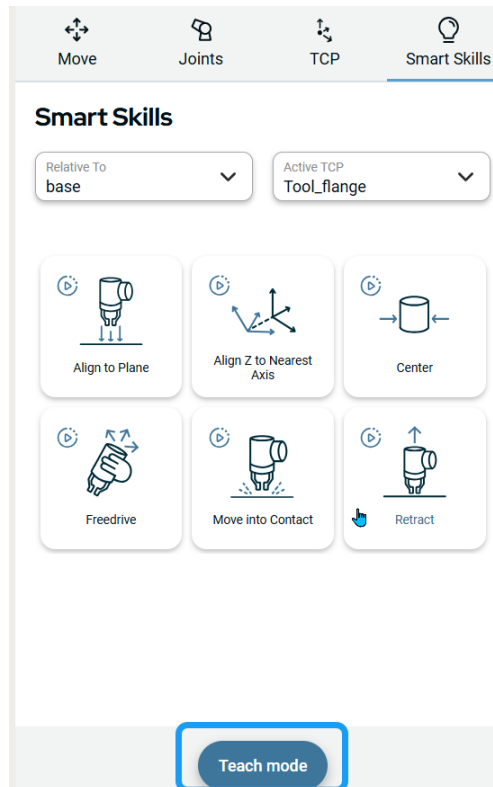 Move
Joints
TCP
Smart Skills
Smart Skills
Relative To
base
Active TCP
Tool_flange
Align to Plane
Align Z to Nearest
Axis
Center
Freedrive
Move into Contact
Retract
Teach mode